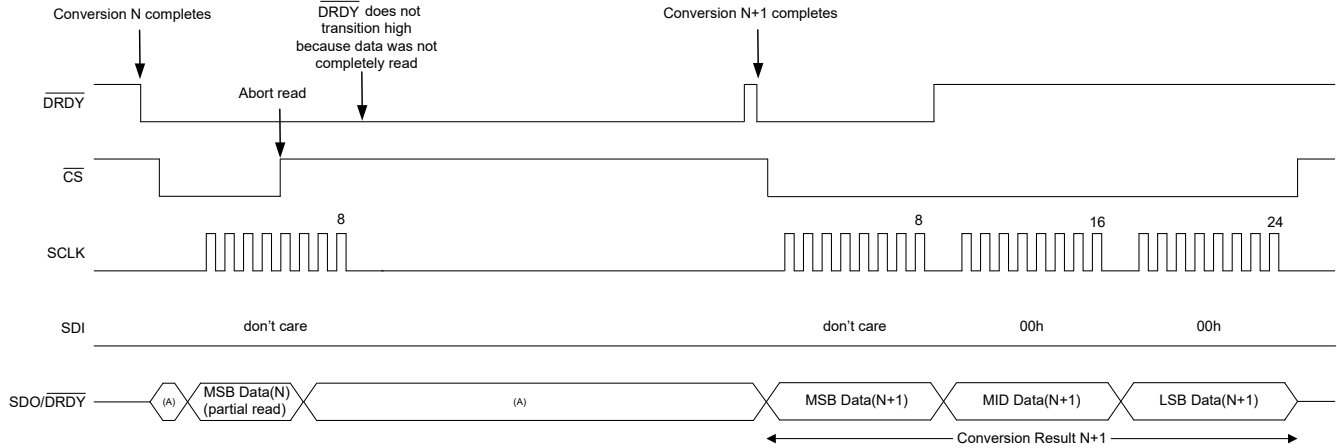 Conversion N completes
DRDY does not
transition high
because data was not
completely read
Conversion N+1 completes
Abort read
DRDY
CS
8
8
16
24
SCLK
SDI
don't care
don't care
00h
00h
SDO/DRDY
(A)
MSB Data(N)
(partial read)
(A)
MSB Data(N+1)
MID Data(N+1)
LSB Data(N+1)
Conversion Result N+1